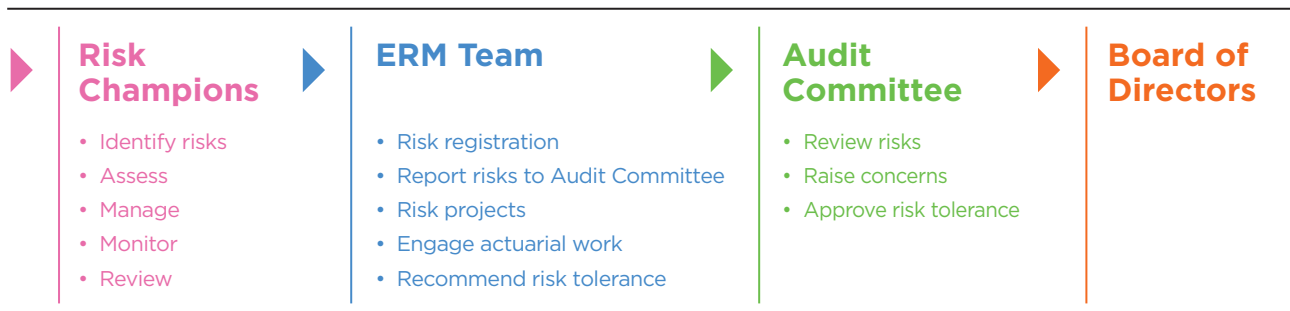 Risk
Champions
• Identify risks
• Assess
• Manage
• Monitor
• Review
ERM Team
• Risk registration
• Report risks to Audit Committee
• Risk projects
• Engage actuarial work
• Recommend risk tolerance
Audit
Committee
• Review risks
• Raise concerns
• Approve risk tolerance
Board of
Directors